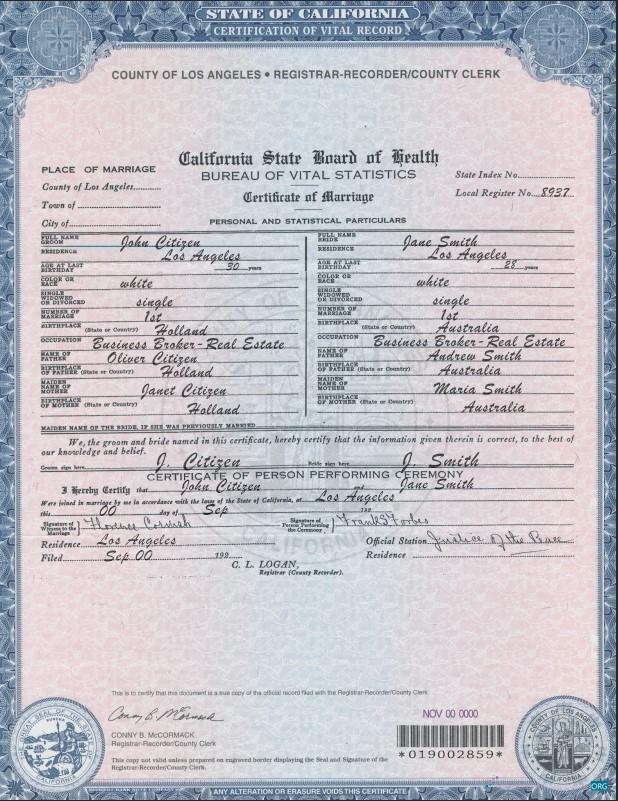 STATE OF CALIFORNIA
CERTIFICATION OF VITAL RECORD
COUNTY OF LOS ANGELES • REGISTRAR-RECORDER/COUNTY CLERK
California State Board of Health
BUREAU OF VITAL STATISTICS
Certificate of Marriage
PLACE OF MARRIAGE
County of Los Angeles
Town of
City of
State Index No.
Local Register No. 8937
PERSONAL AND STATISTICAL PARTICULARS
FULL NAME GROOM John Citizen
RESIDENCE Los Angeles
AGE AT LAST BIRTHDAY 30 years
COLOR OR RACE white
SINGLE WIDOWED OR DIVORCED single
NUMBER OF MARRIAGE 1st
BIRTHPLACE (State or Country) Holland
OCCUPATION Business Broker-Real Estate
NAME OF FATHER Oliver Citizen
BIRTHPLACE OF FATHER (State or Country) Holland
MAIDEN NAME OF MOTHER Janet Citizen
BIRTHPLACE OF MOTHER (State or Country) Holland
FULL NAME BRIDE Jane Smith
RESIDENCE Los Angeles
AGE AT LAST BIRTHDAY 28 years
COLOR OR RACE white
SINGLE WIDOWED OR DIVORCED single
NUMBER OF MARRIAGE 1st
BIRTHPLACE (State or Country) Australia
OCCUPATION Business Broker-Real Estate
NAME OF FATHER Andrew Smith
BIRTHPLACE OF FATHER (State or Country) Australia
MAIDEN NAME OF MOTHER Maria Smith
BIRTHPLACE OF MOTHER (State or Country) Australia
MAIDEN NAME OF THE BRIDE, IF SHE WAS PREVIOUSLY MARRIED
We, the groom and bride named in this certificate, hereby certify that the information given therein is correct, to the best of
our knowledge and belief.
Groom sign here J. Citizen Bride sign here J. Smith
CERTIFICATE OF PERSON PERFORMING CEREMONY
I Hereby Certify that John Citizen and Jane Smith
Were joined in marriage by me in accordance with the laws of the State of California, at Los Angeles
this 00 day of Sep 192
Signature of Witness to the Marriage Florence
Signature of Person Performing the Ceremony Frank S Forbes
Residence Los Angeles
Official Station Justice of the Peace
Filed Sep 00 192
Residence
C. L. LOGAN,
Registrar (County Recorder).
This is to certify that this document is a true copy of the official record filed with the Registrar-Recorder/County Clerk
Conny B. McCormack
CONNY B. McCORMACK
Registrar-Recorder/County Clerk
This copy not valid unless prepared on engraved border displaying the Seal and Signature of the
Registrar-Recorder/County Clerk.
NOV 00 0000
*019002859*
COUNTY OF LOS ANGELES
CALIFORNIA
EUREKA
CALIFORNIA
ANY ALTERATION OR ERASURE VOIDS THIS CERTIFICATE
ORG